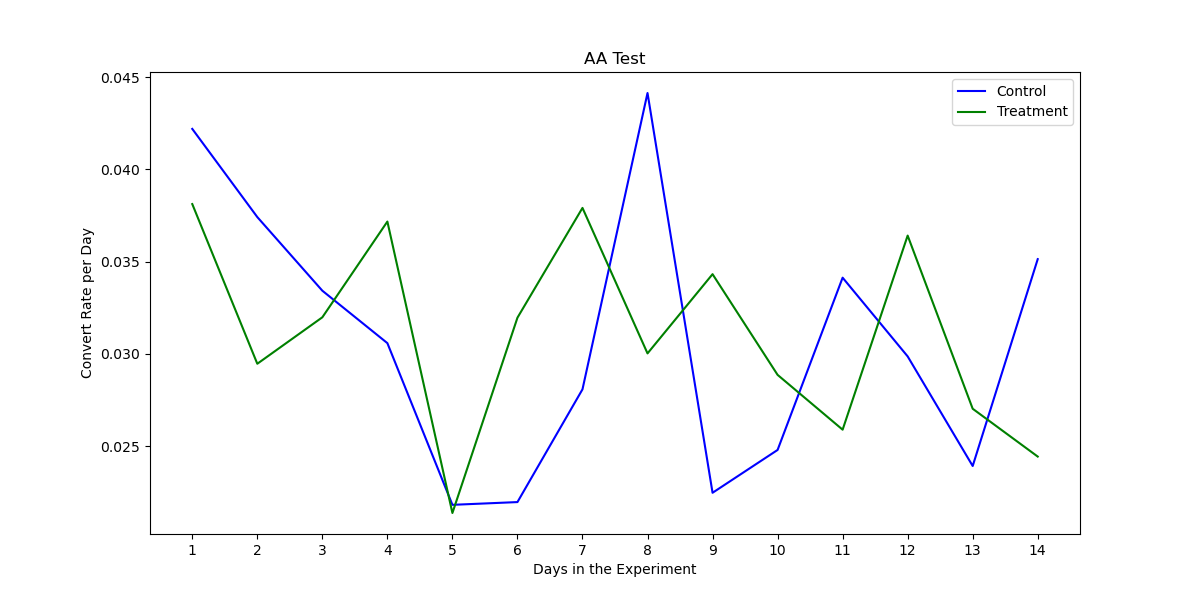 AA Test
Control
Treatment
Convert Rate per Day
0.045
0.040
0.035
0.030
0.025
1 2 3 4 5 6 7 8 9 10 11 12 13 14
Days in the Experiment